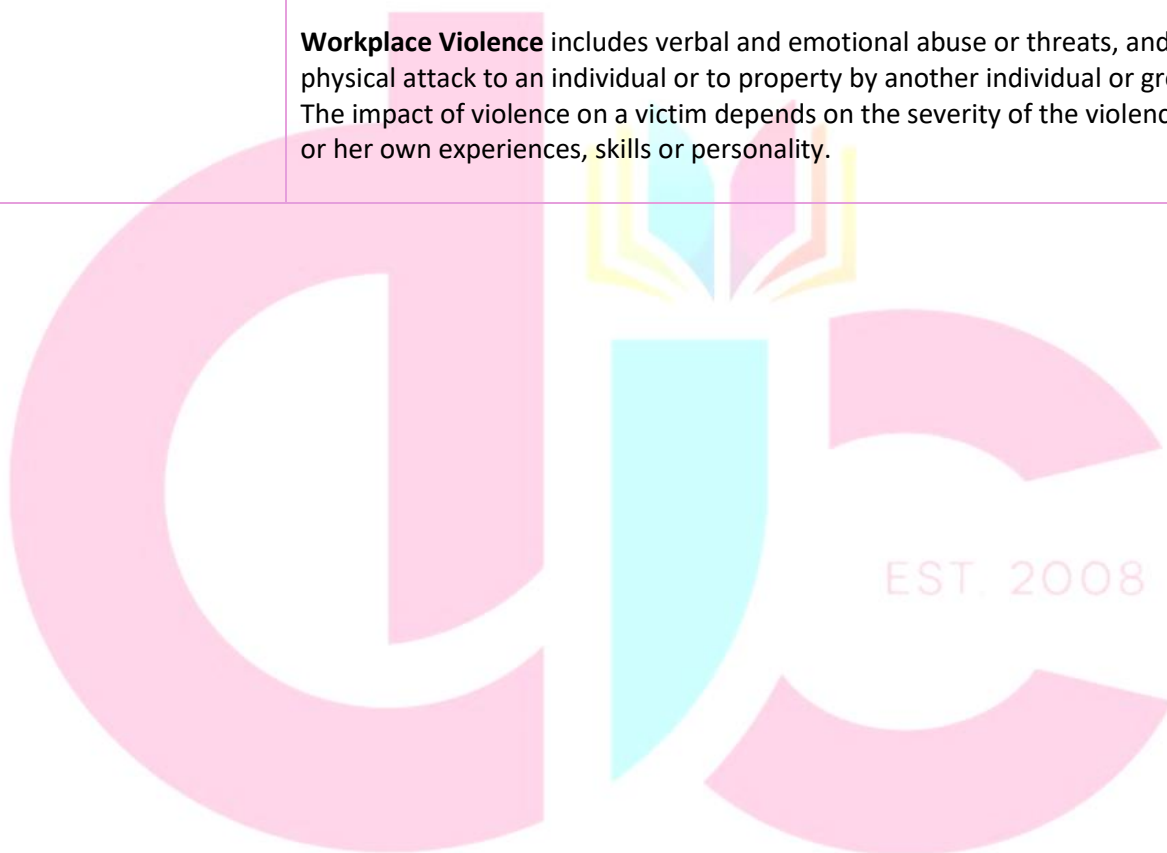 Workplace Violence includes verbal and emotional abuse or threats, and
physical attack to an individual or to property by another individual or
The impact of violence on a victim depends on the severity of the
or her own experiences, skills or personality.
EST. 2008